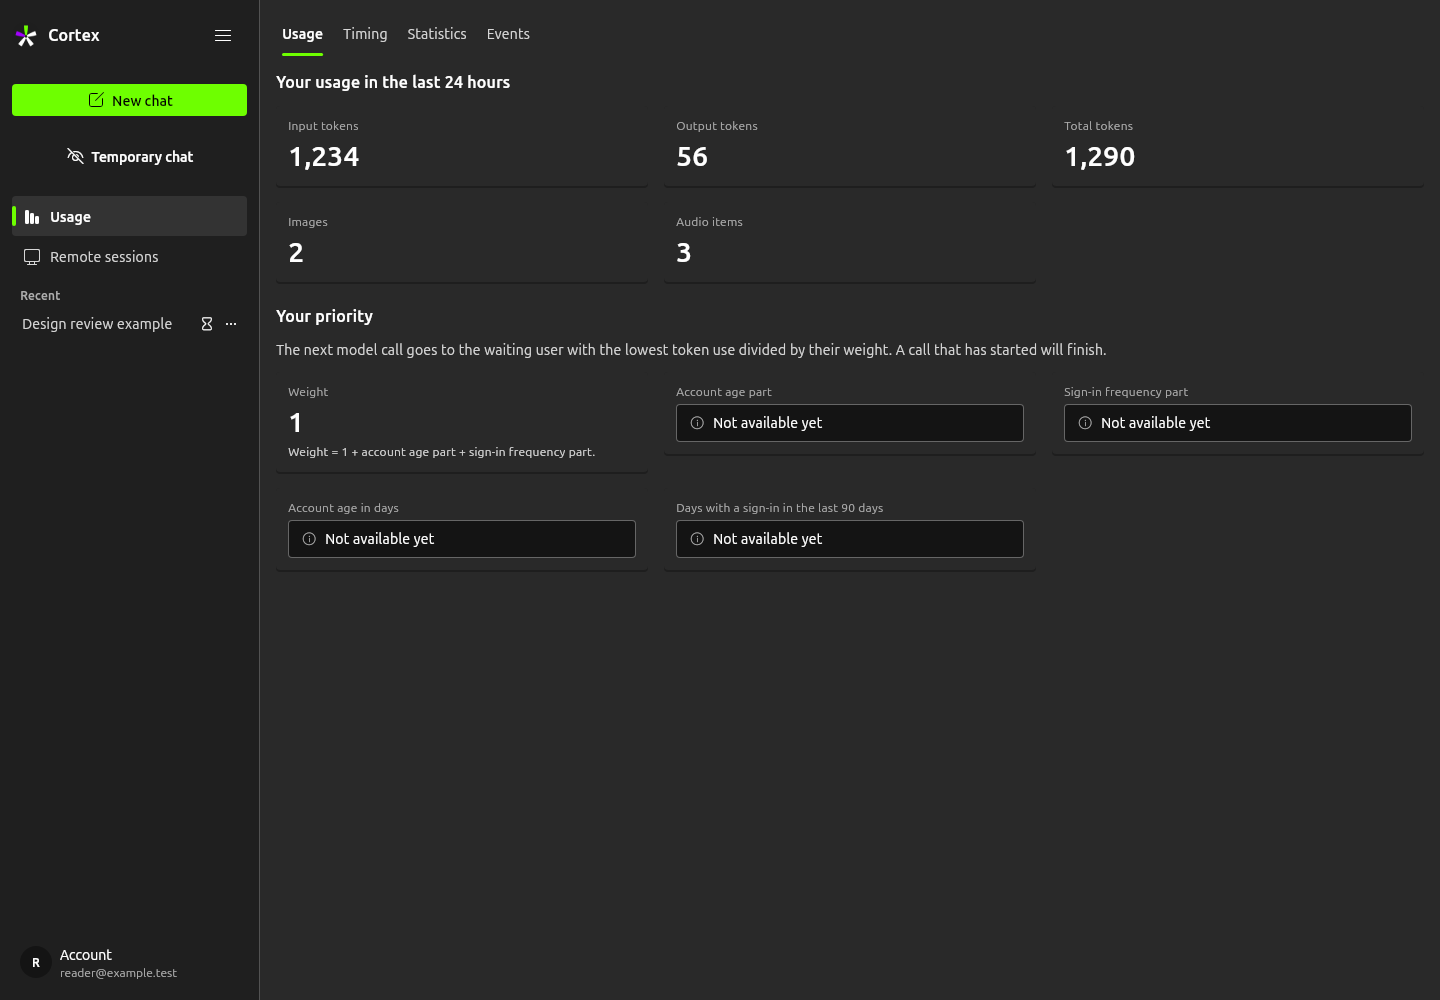 Cortex
New chat
Temporary chat
Usage
Remote sessions
Recent
Design review example
R
Account
reader@example.test
Usage Timing Statistics Events
Your usage in the last 24 hours
Input tokens
1,234
Output tokens
56
Total tokens
1,290
Images
2
Audio items
3
Your priority
The next model call goes to the waiting user with the lowest token use divided by their weight. A call that has started will finish.
Weight
1
Weight = 1 + account age part + sign-in frequency part.
Account age part
Not available yet
Sign-in frequency part
Not available yet
Account age in days
Not available yet
Days with a sign-in in the last 90 days
Not available yet